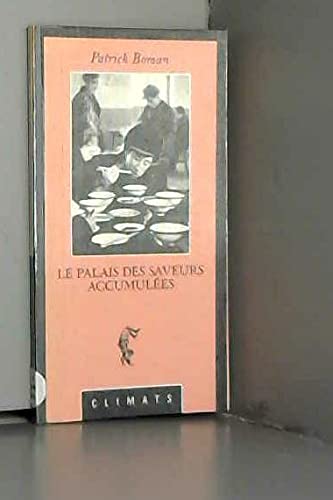 Patrick Boman
LE PALAIS DES SAVEURS
ACCUMULÉES
CLIMATS